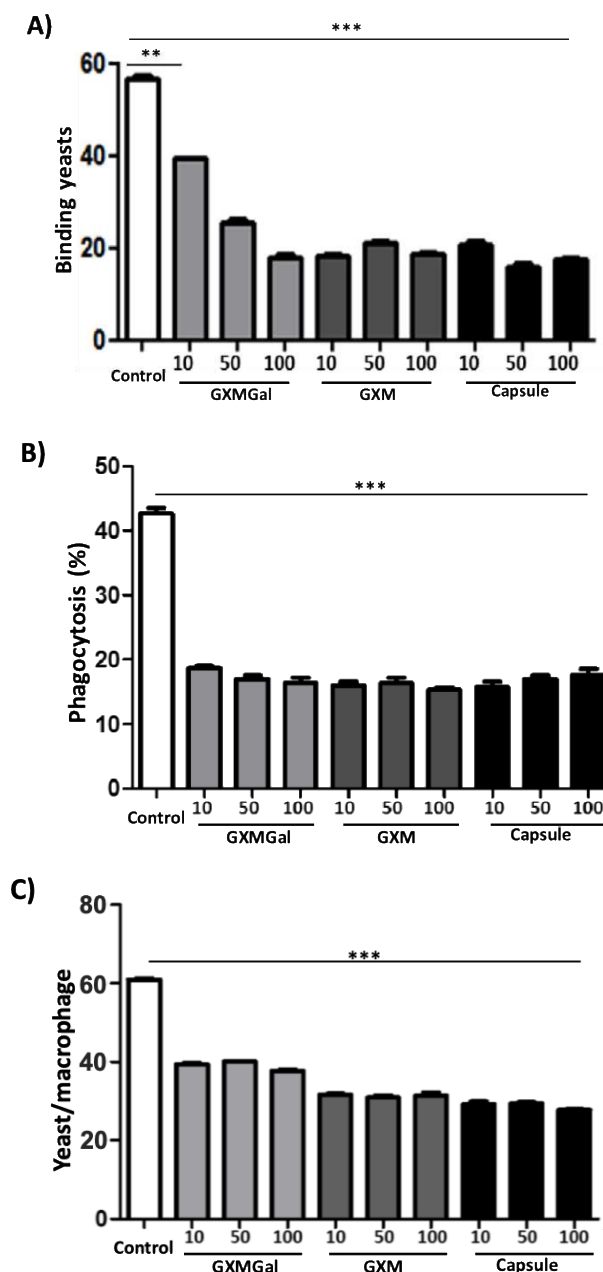 A)
***
**
60
40
20
0
Binding yeasts
10 50 100 10 50 100 10 50 100
Control
GXMGal GXM Capsule
B)
50
***
40
30
20
10
0
Phagocytosis (%)
10 50 100 10 50 100 10 50 100
Control
GXMGal GXM Capsule
C)
80
***
60
40
20
0
Yeast/macrophage
10 50 100 10 50 100 10 50 100
Control
GXMGal GXM Capsule